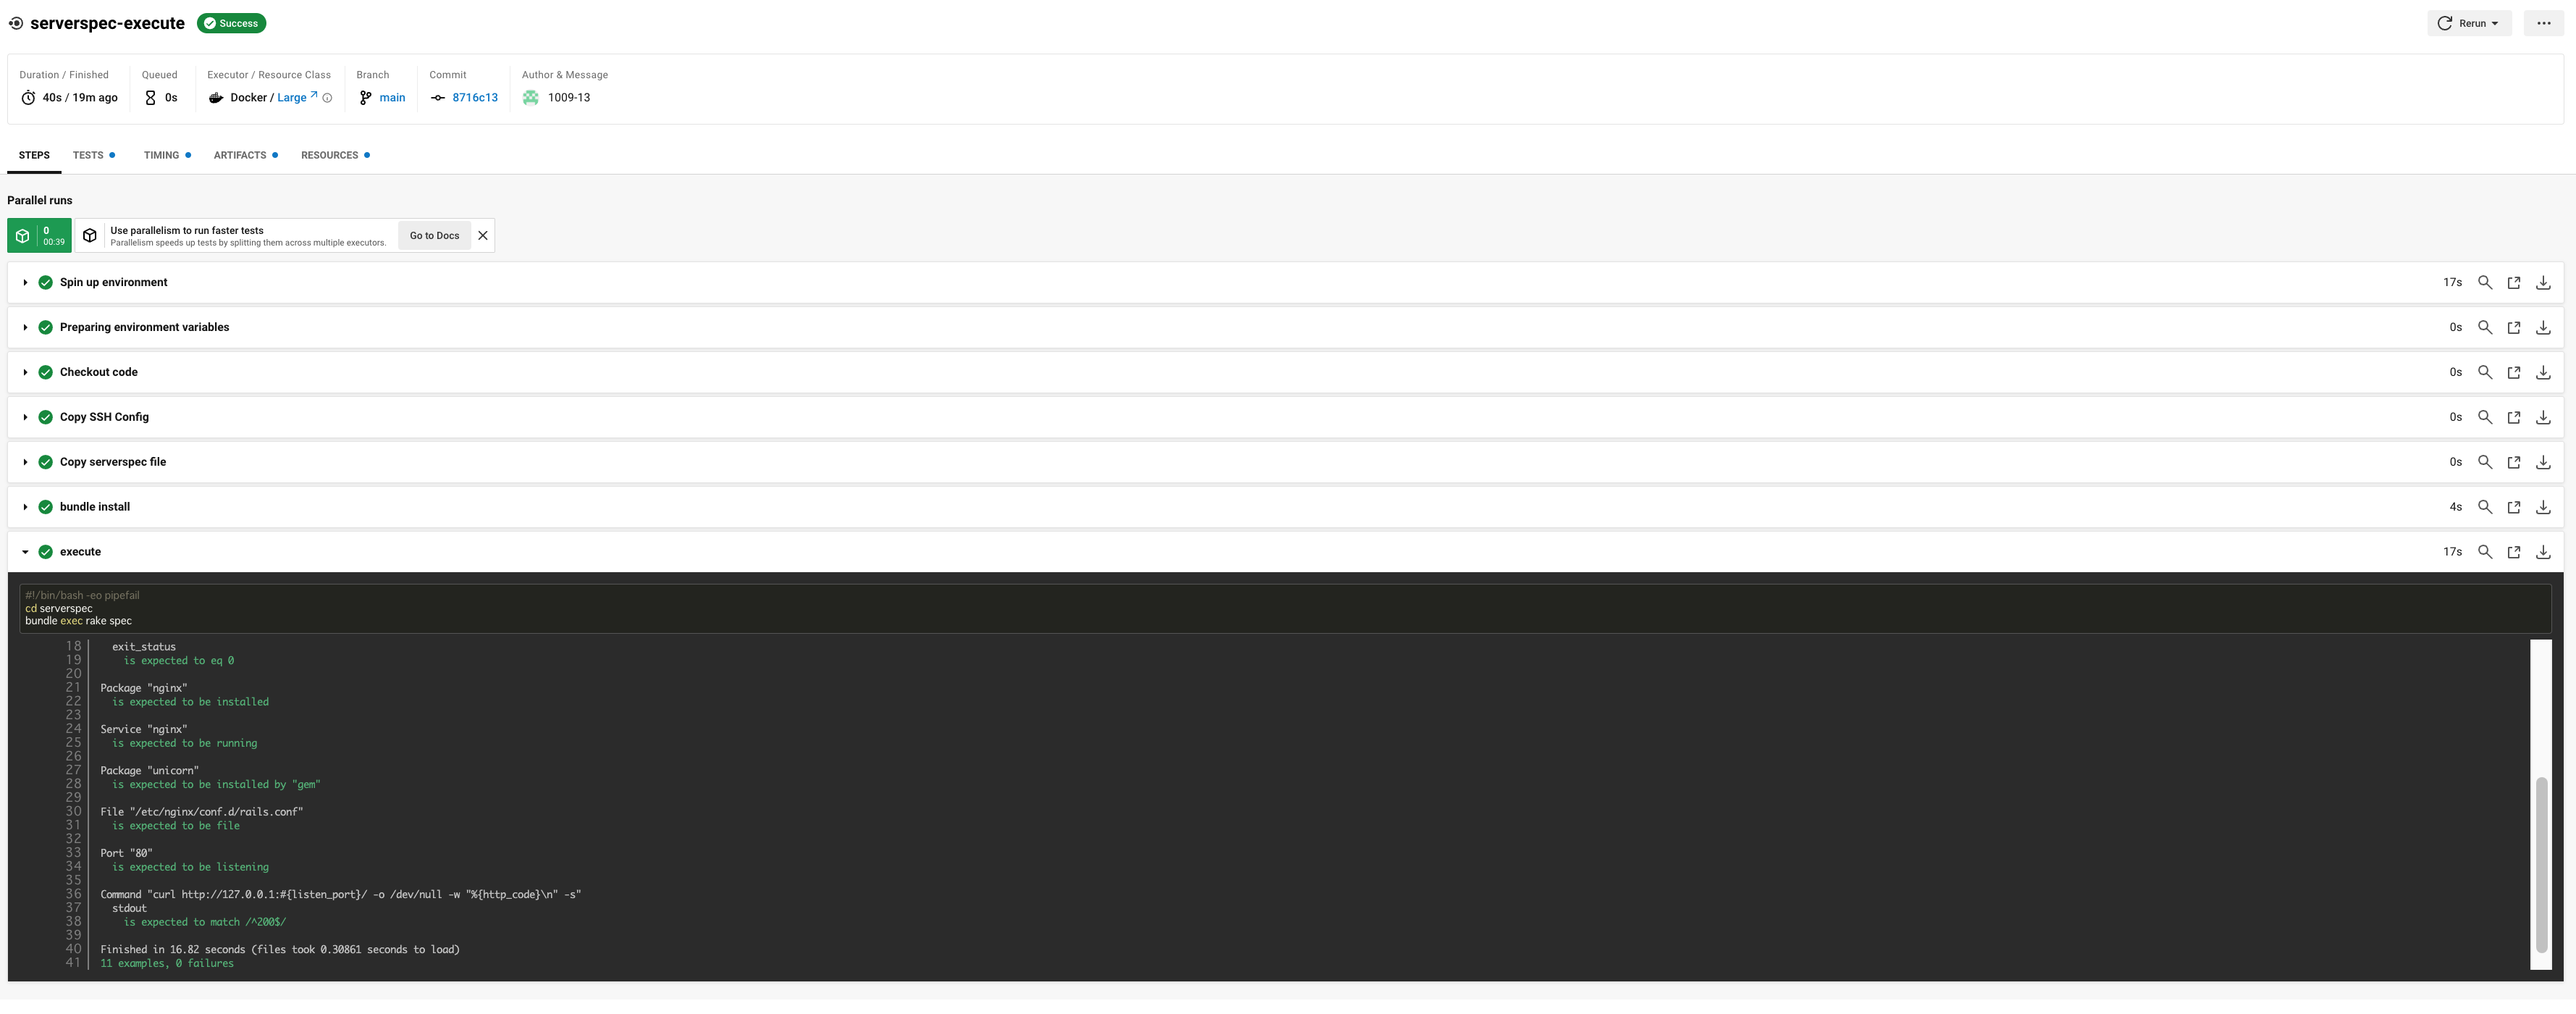 serverspec-execute
Success
Rerun
Duration / Finished
40s / 19m ago
Queued
0s
Executor / Resource Class
Docker / Large
Branch
main
Commit
8716c13
Author & Message
1009-13
STEPS
TESTS
TIMING
ARTIFACTS
RESOURCES
Parallel runs
0
00:39
Use parallelism to run faster tests
Parallelism speeds up tests by splitting them across multiple executors.
Go to Docs
Spin up environment
17s
Preparing environment variables
0s
Checkout code
0s
Copy SSH Config
0s
Copy serverspec file
0s
bundle install
4s
execute
17s
#!/bin/bash -eo pipefail
cd serverspec
bundle exec rake spec
18 exit_status
19 is expected to eq 0
20
21 Package "nginx"
22 is expected to be installed
23
24 Service "nginx"
25 is expected to be running
26
27 Package "unicorn"
28 is expected to be installed by "gem"
29
30 File "/etc/nginx/conf.d/rails.conf"
31 is expected to be file
32
33 Port "80"
34 is expected to be listening
35
36 Command "curl http://127.0.0.1:#{listen_port}/ -o /dev/null -w "%{http_code}\n" -s"
37 stdout
38 is expected to match /^200$/
39
40 Finished in 16.82 seconds (files took 0.30861 seconds to load)
41 11 examples, 0 failures